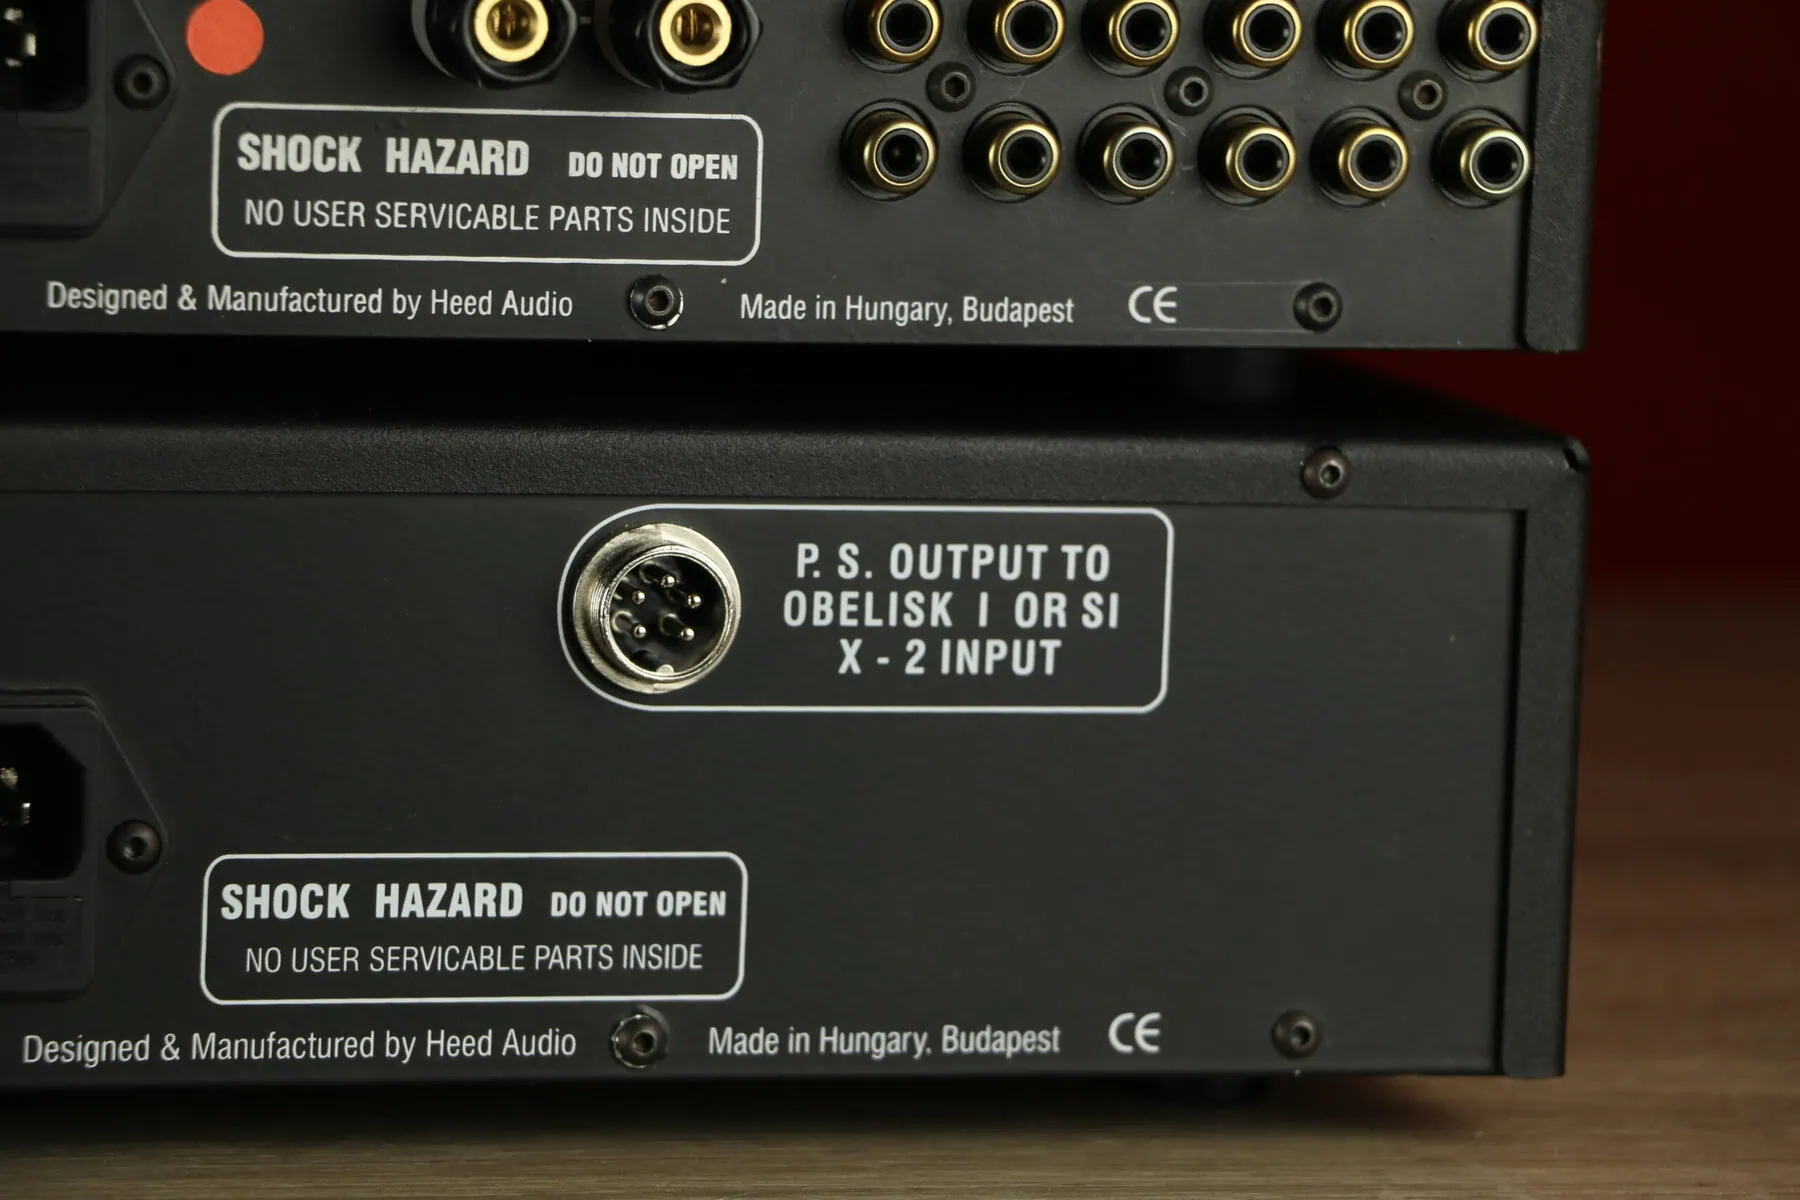 SHOCK HAZARD DO NOT OPEN
NO USER SERVICABLE PARTS INSIDE
Designed & Manufactured by Heed Audio
Made in Hungary, Budapest
CE
P. S. OUTPUT TO
OBELISK I OR SI
X - 2 INPUT
SHOCK HAZARD DO NOT OPEN
NO USER SERVICABLE PARTS INSIDE
Designed & Manufactured by Heed Audio
Made in Hungary. Budapest
CE